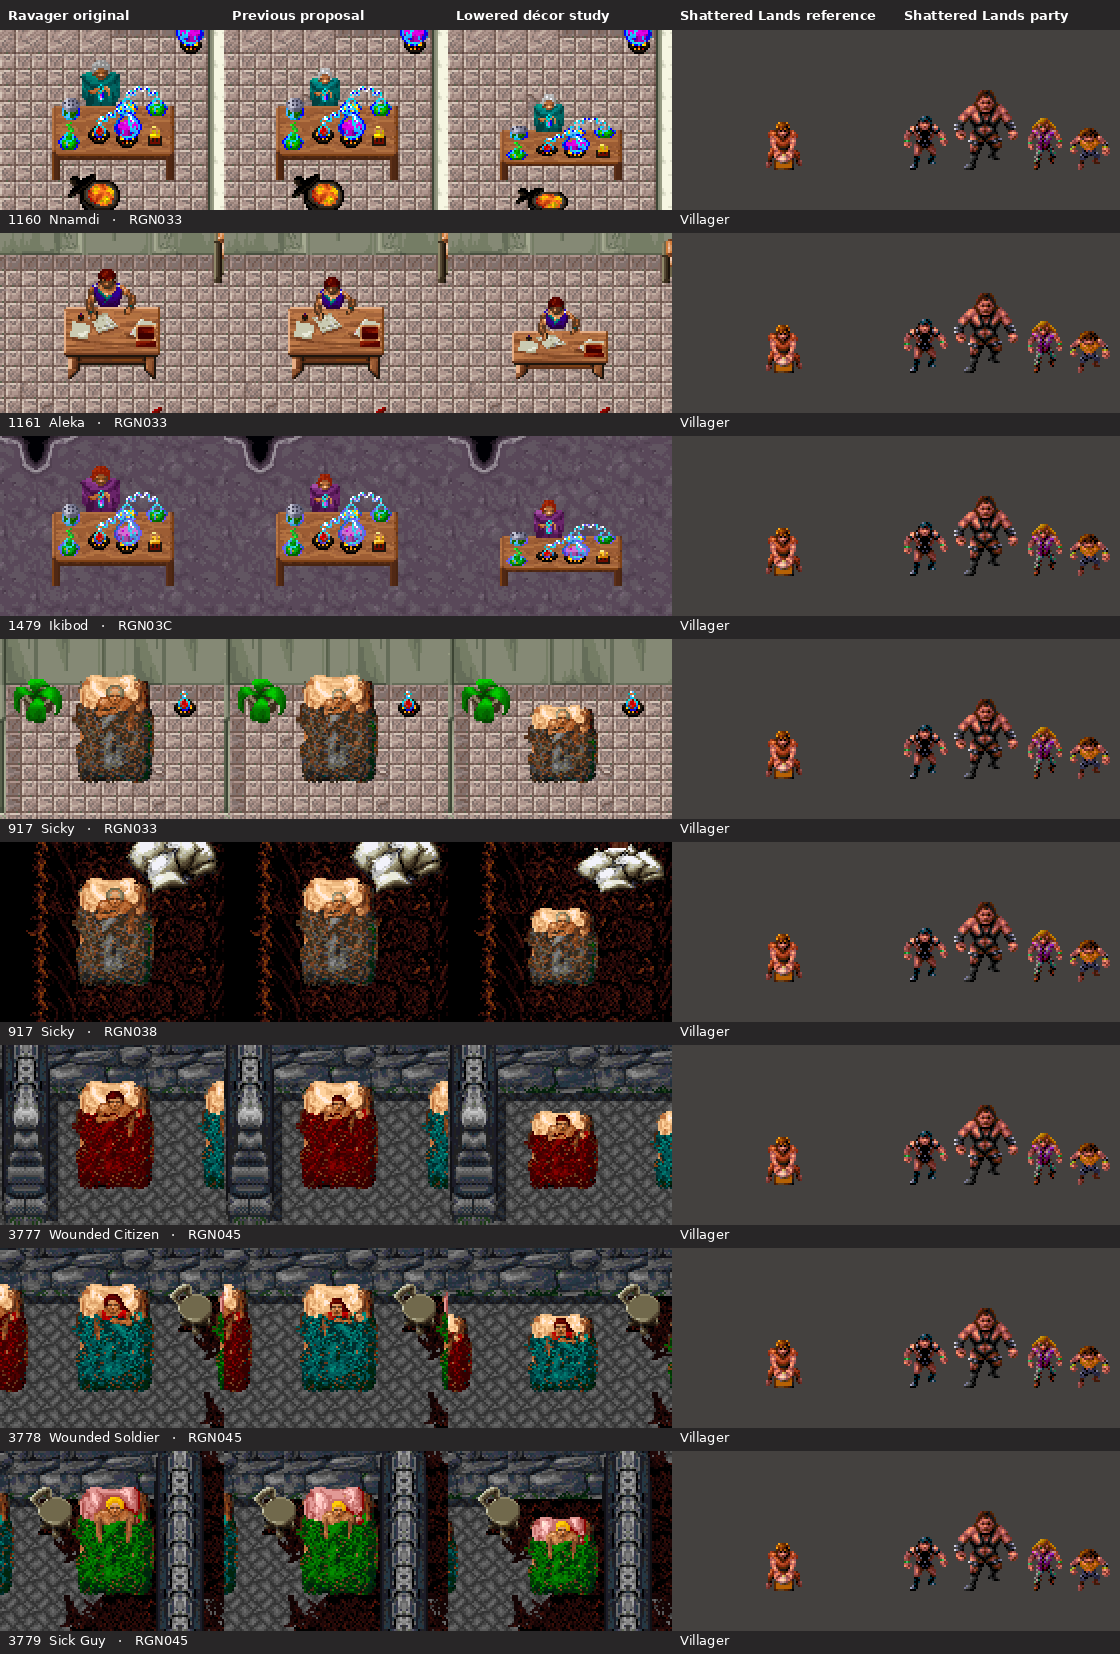 Ravager original
Previous proposal
Lowered décor study
Shattered Lands reference
Shattered Lands party
1160 Nnamdi · RGN033
Villager
1161 Aleka · RGN033
Villager
1479 Ikibod · RGN03C
Villager
917 Sicky · RGN033
Villager
917 Sicky · RGN038
Villager
3777 Wounded Citizen · RGN045
Villager
3778 Wounded Soldier · RGN045
Villager
3779 Sick Guy · RGN045
Villager